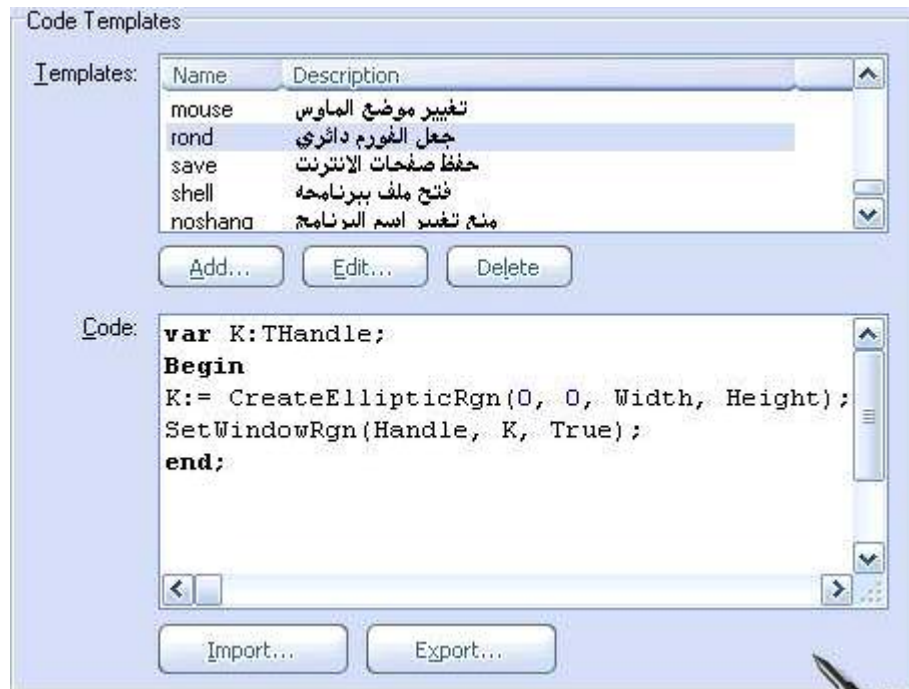 Code Templates
Templates:
Name Description
mouse تغيير موضع الماوس
rond جعل الفورم دائري
save حفظ صفحات الانترنت
shell فتح ملف ببرنامجه
noshang منع تغيير اسم البرنامج
Add... Edit... Delete
Code:
var K:THandle;
Begin
K:= CreateEllipticRgn(0, 0, Width, Height);
SetWindowRgn(Handle, K, True);
end;
Import... Export...